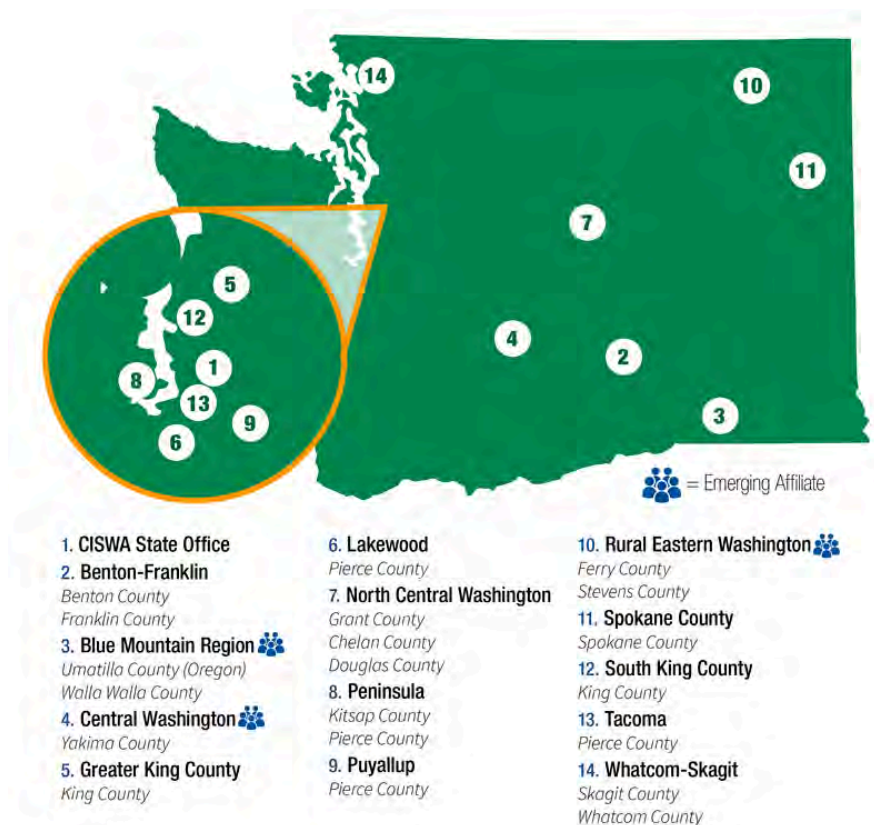 14
10
11
7
5
12
4
2
1
8
13
3
9
6
= Emerging Affiliate
1. CISWA State Office
2. Benton-Franklin
Benton County
Franklin County
3. Blue Mountain Region
Umatilla County (Oregon)
Walla Walla County
4. Central Washington
Yakima County
5. Greater King County
King County
6. Lakewood
Pierce County
7. North Central Washington
Grant County
Chelan County
Douglas County
8. Peninsula
Kitsap County
Pierce County
9. Puyallup
Pierce County
10. Rural Eastern Washington
Ferry County
Stevens County
11. Spokane County
Spokane County
12. South King County
King County
13. Tacoma
Pierce County
14. Whatcom-Skagit
Skagit County
Whatcom County